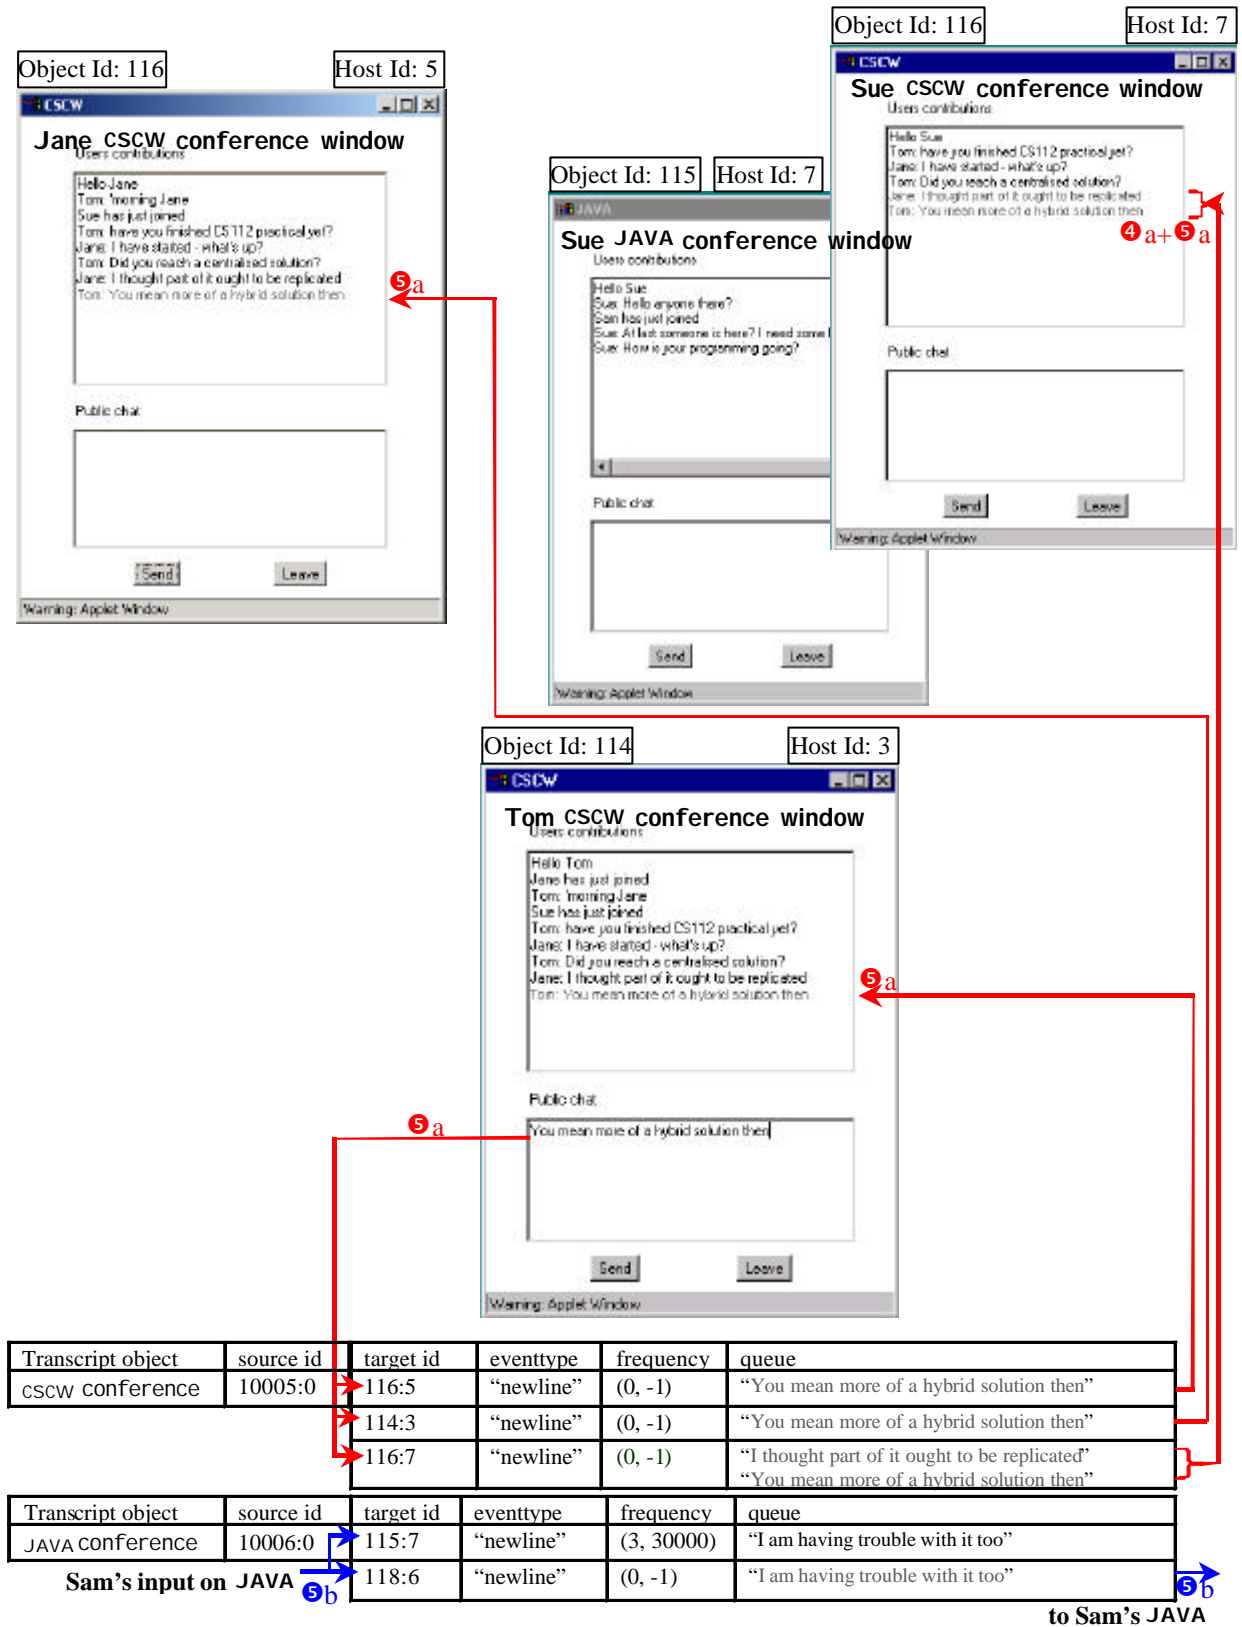 Object Id: 116
Host Id: 7
CSCW
Sue CSCW conference window
Users contributions
Hello Sue
Tom: have you finished CS112 practical yet?
Jane: I have started - what's up?
Tom: Did you reach a centralised solution?
Jane: I thought part of it ought to be replicated
Tom: You mean more of a hybrid solution then
❹a+❺a
Public chat
Send
Leave
Warning: Applet Window
Object Id: 116
Host Id: 5
CSCW
Jane CSCW conference window
Users contributions
Hello Jane
Tom: 'morning Jane
Sue has just joined
Tom: have you finished CS112 practical yet?
Jane: I have started - what's up?
Tom: Did you reach a centralised solution?
Jane: I thought part of it ought to be replicated
Tom: You mean more of a hybrid solution then
❺a
Public chat
Send
Leave
Warning: Applet Window
Object Id: 115
Host Id: 7
JAVA
Sue JAVA conference window
Users contributions
Hello Sue
Sue: Hello anyone there?
Sam has just joined
Sue: At last someone is here? I need some
Sue: How is your programming going?
Public chat
Send
Leave
Warning: Applet Window
Object Id: 114
Host Id: 3
CSCW
Tom CSCW conference window
Users contributions
Hello Tom
Jane has just joined
Tom: 'morning Jane
Sue has just joined
Tom: have you finished CS112 practical yet?
Jane: I have started - what's up?
Tom: Did you reach a centralised solution?
Jane: I thought part of it ought to be replicated
Tom: You mean more of a hybrid solution then
❺a
Public chat
❺a
You mean more of a hybrid solution then
Send
Leave
Warning: Applet Window
Transcript object source id target id eventtype frequency queue
CSCW conference 10005:0 116:5 “newline” (0, -1) “You mean more of a hybrid solution then”
114:3 “newline” (0, -1) “You mean more of a hybrid solution then”
116:7 “newline” (0, -1) “I thought part of it ought to be replicated”
“You mean more of a hybrid solution then”
Transcript object source id target id eventtype frequency queue
JAVA conference 10006:0 115:7 “newline” (3, 30000) “I am having trouble with it too”
118:6 “newline” (0, -1) “I am having trouble with it too”
Sam’s input on JAVA
❺b
❺b
to Sam’s JAVA